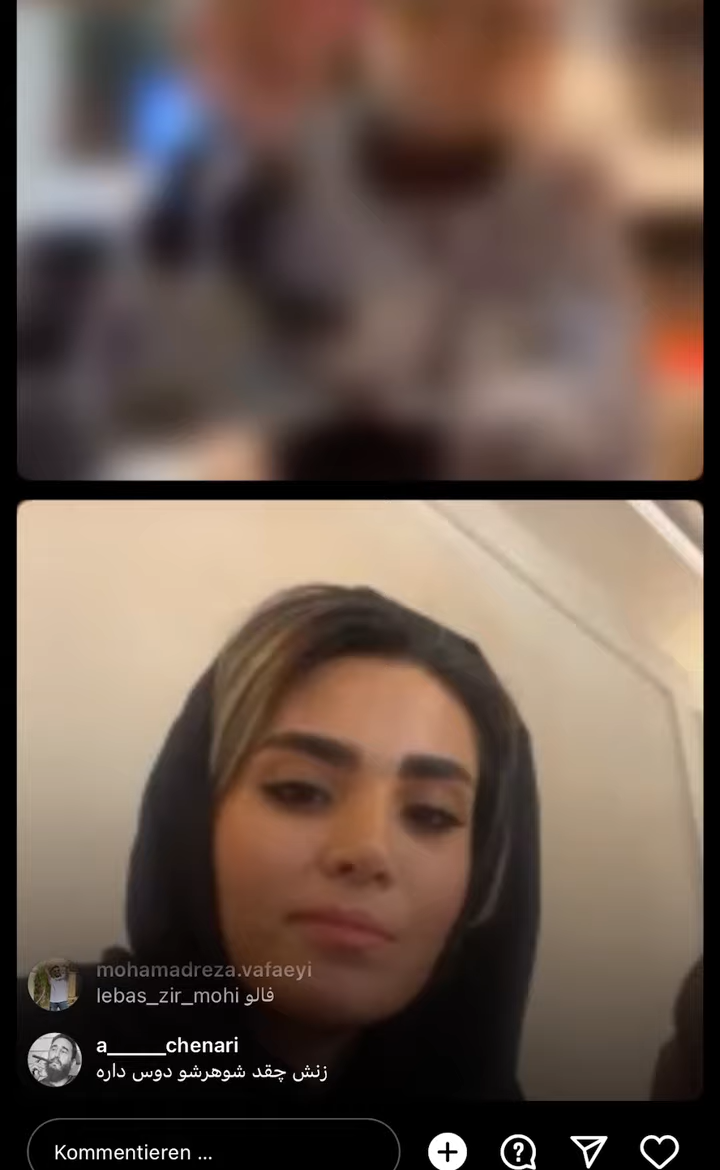 mohamadreza.vafaeyi
lebas_zir_mohi فالو
a_____chenari
زنش چقد شوهرشو دوس داره
Kommentieren ...